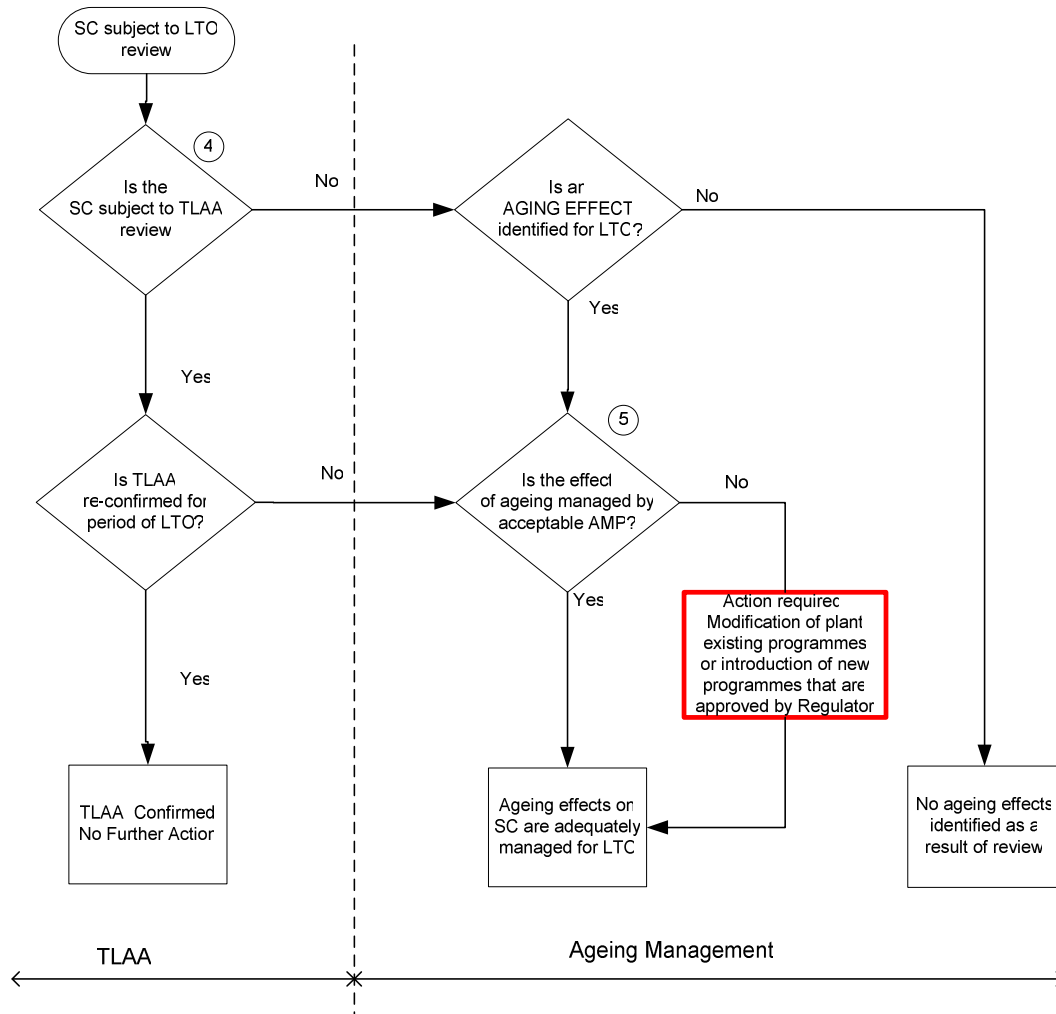 SC subject to LTO
review
4
Is the
SC subject to TLAA
review
No
Is an
AGING EFFECT
identified for LTO?
No
Yes
Yes
5
Is TLAA
re-confirmed for
period of LTO?
No
Is the effect
of ageing managed by
acceptable AMP?
No
Yes
Action required
Modification of plant
existing programmes
or introduction of new
programmes that are
approved by Regulator
Yes
TLAA Confirmed
No Further Action
Ageing effects on
SC are adequately
managed for LTO
No ageing effects
identified as a
result of review
TLAA
Ageing Management